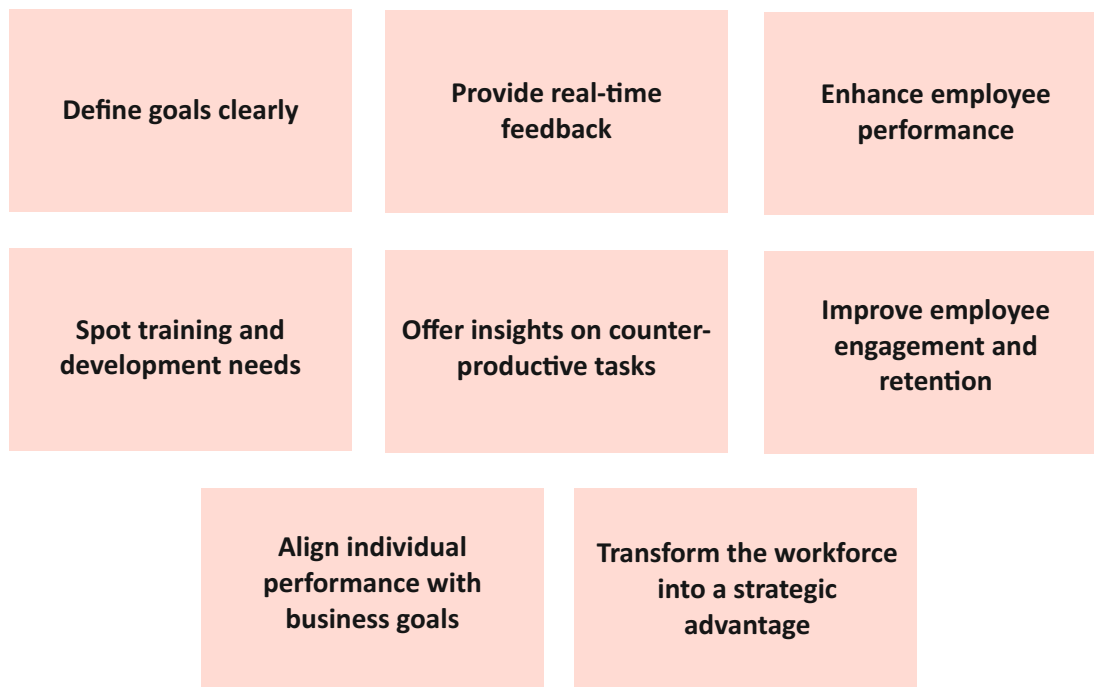 Define goals clearly
Provide real-time
feedback
Enhance employee
performance
Spot training and
development needs
Offer insights on counter-
productive tasks
Improve employee
engagement and
retention
Align individual
performance with
business goals
Transform the workforce
into a strategic
advantage